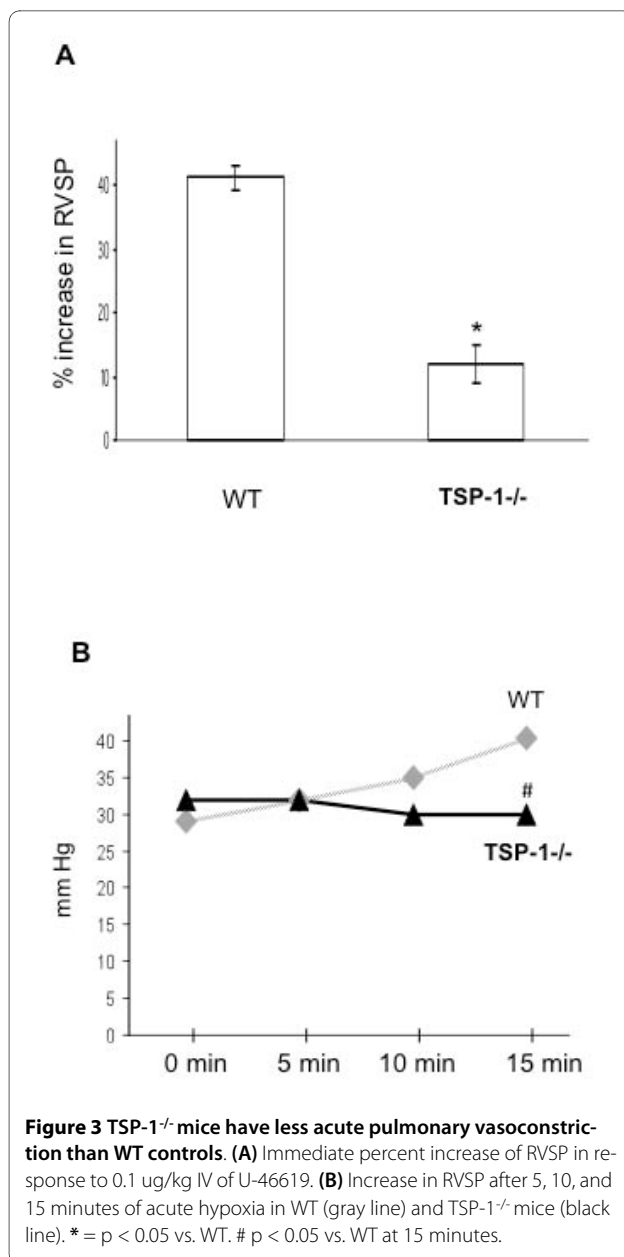 A
% increase in RVSP
40
30
20
10
0
*
WT
TSP-1-/-
B
mm Hg
40
35
30
25
20
15
10
5
0
WT
#
TSP-1-/-
0 min 5 min 10 min 15 min
Figure 3 TSP-1-/- mice have less acute pulmonary vasoconstric-
tion than WT controls. (A) Immediate percent increase of RVSP in re-
sponse to 0.1 ug/kg IV of U-46619. (B) Increase in RVSP after 5, 10, and
15 minutes of acute hypoxia in WT (gray line) and TSP-1-/- mice (black
line). * = p < 0.05 vs. WT. # p < 0.05 vs. WT at 15 minutes.